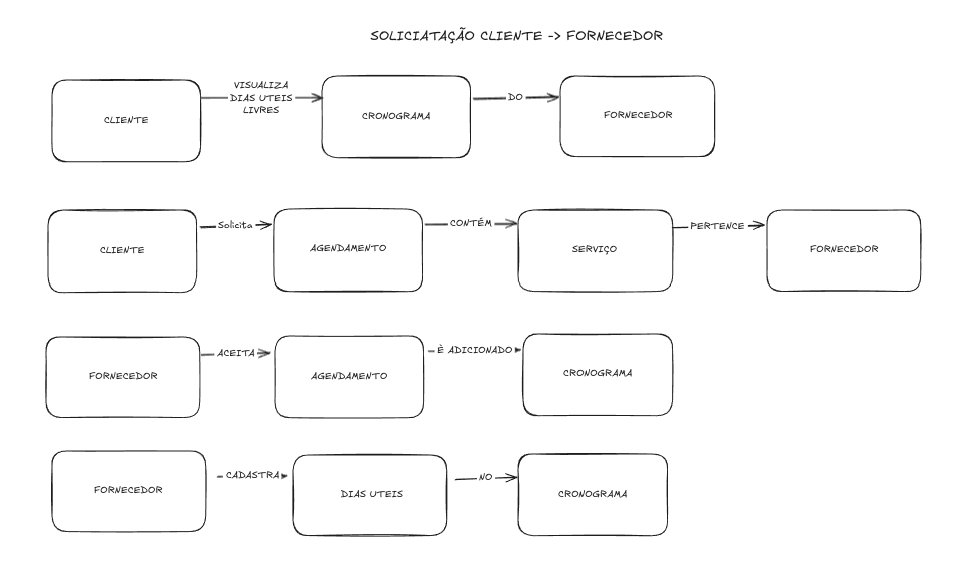 SOLICIATAÇÃO CLIENTE -> FORNECEDOR
CLIENTE
VISUALIZA
DIAS UTEIS
LIVRES
CRONOGRAMA
DO
FORNECEDOR
CLIENTE
Solicita
AGENDAMENTO
CONTÉM
SERVIÇO
PERTENCE
FORNECEDOR
FORNECEDOR
ACEITA
AGENDAMENTO
È ADICIONADO
CRONOGRAMA
FORNECEDOR
CADASTRA
DIAS UTEIS
NO
CRONOGRAMA